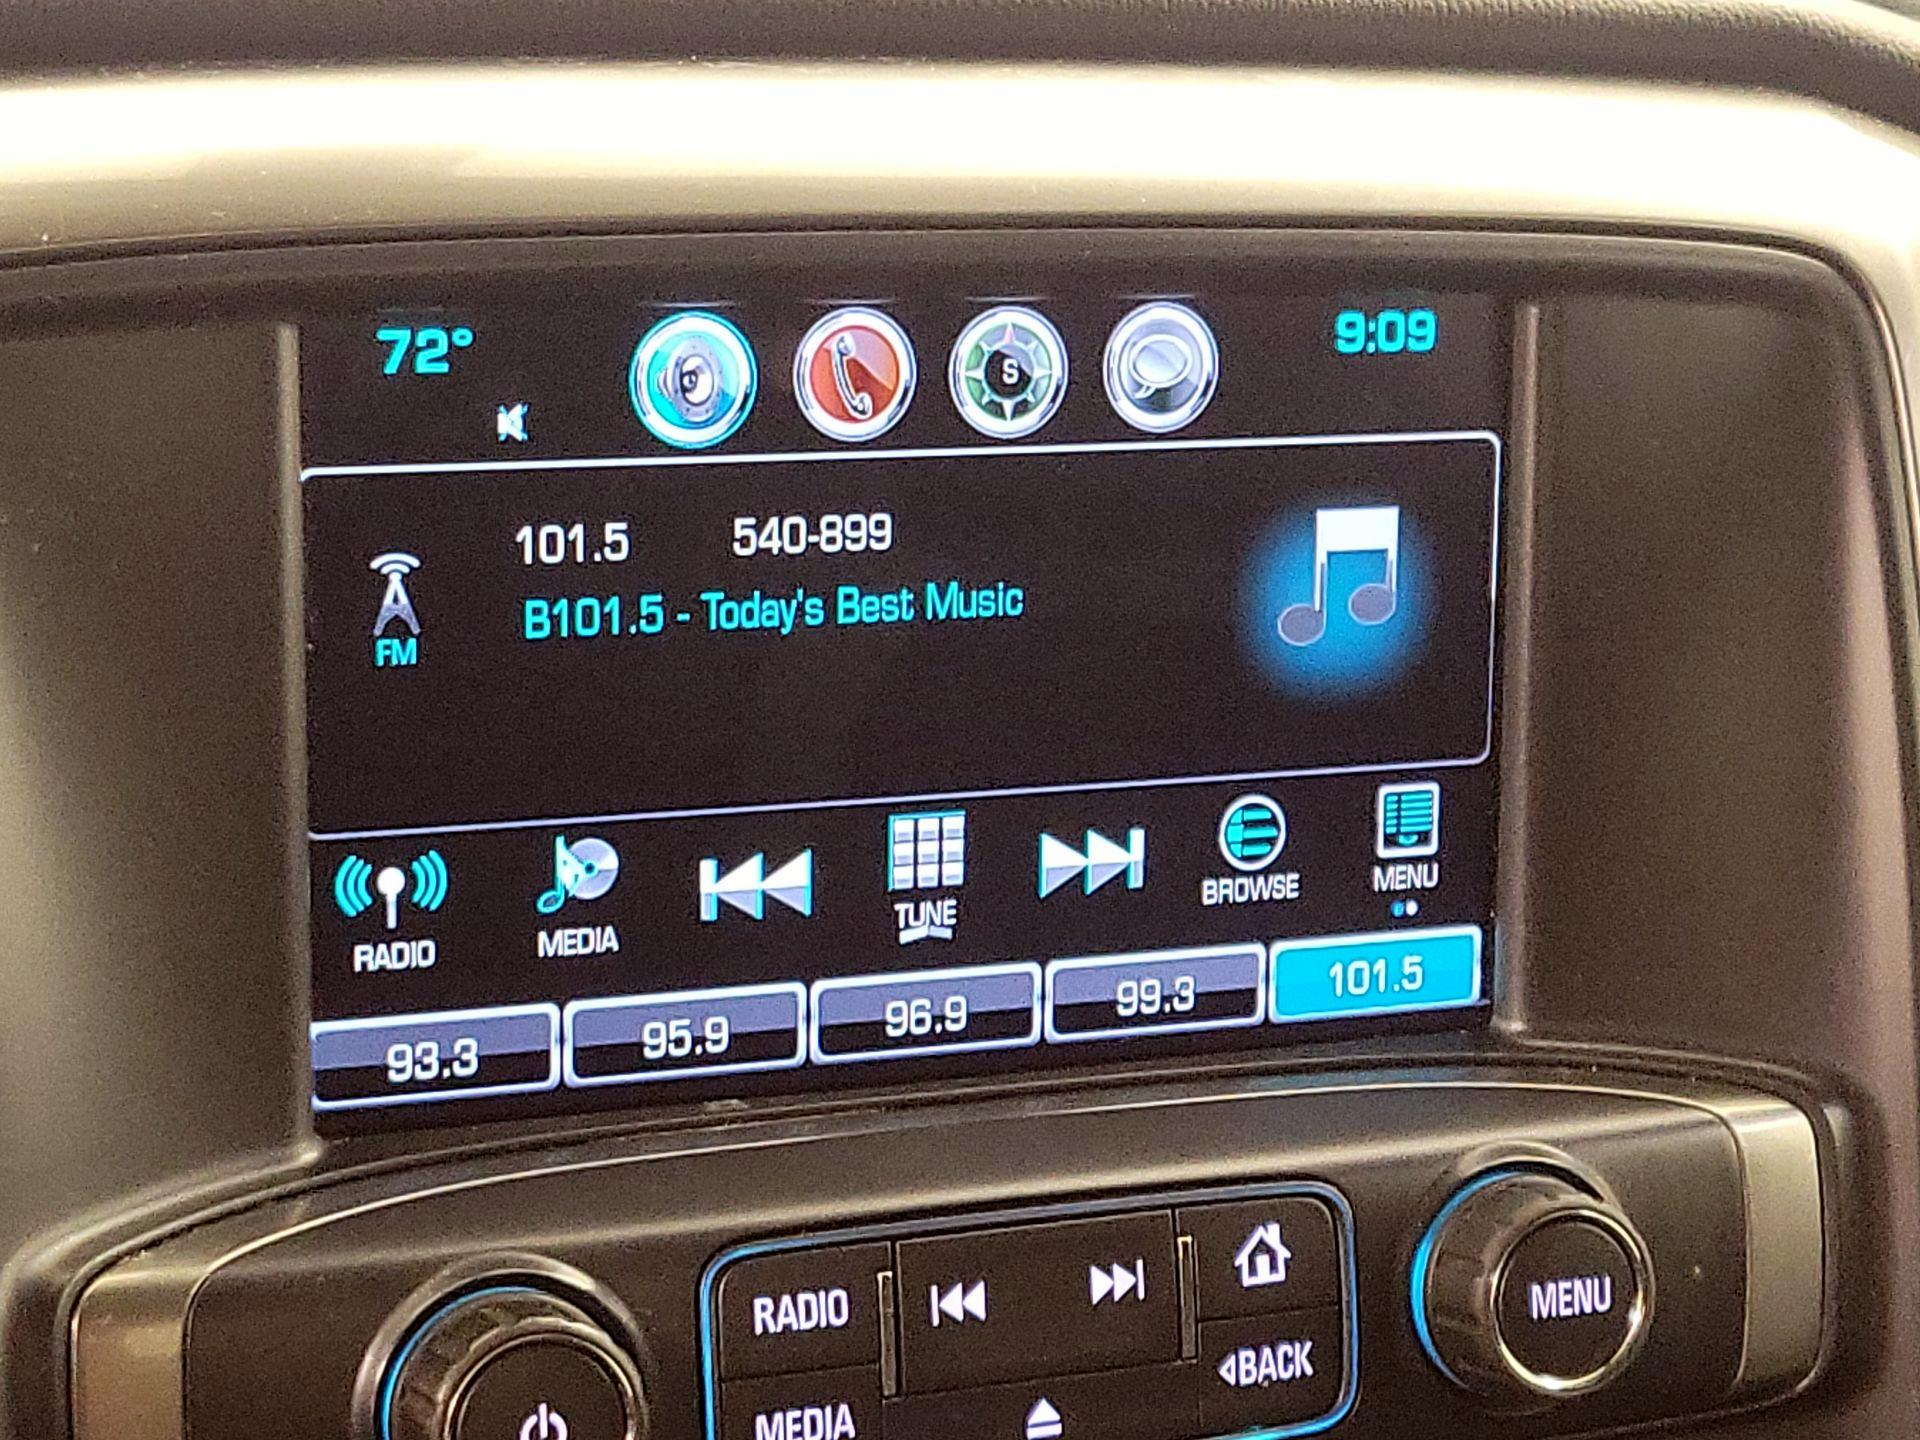 72°
S
9:09
101.5 540-899
B101.5 - Today's Best Music
FM
RADIO
MEDIA
TUNE
BROWSE
MENU
93.3
95.9
96.9
99.3
101.5
RADIO
MENU
BACK
MEDIA